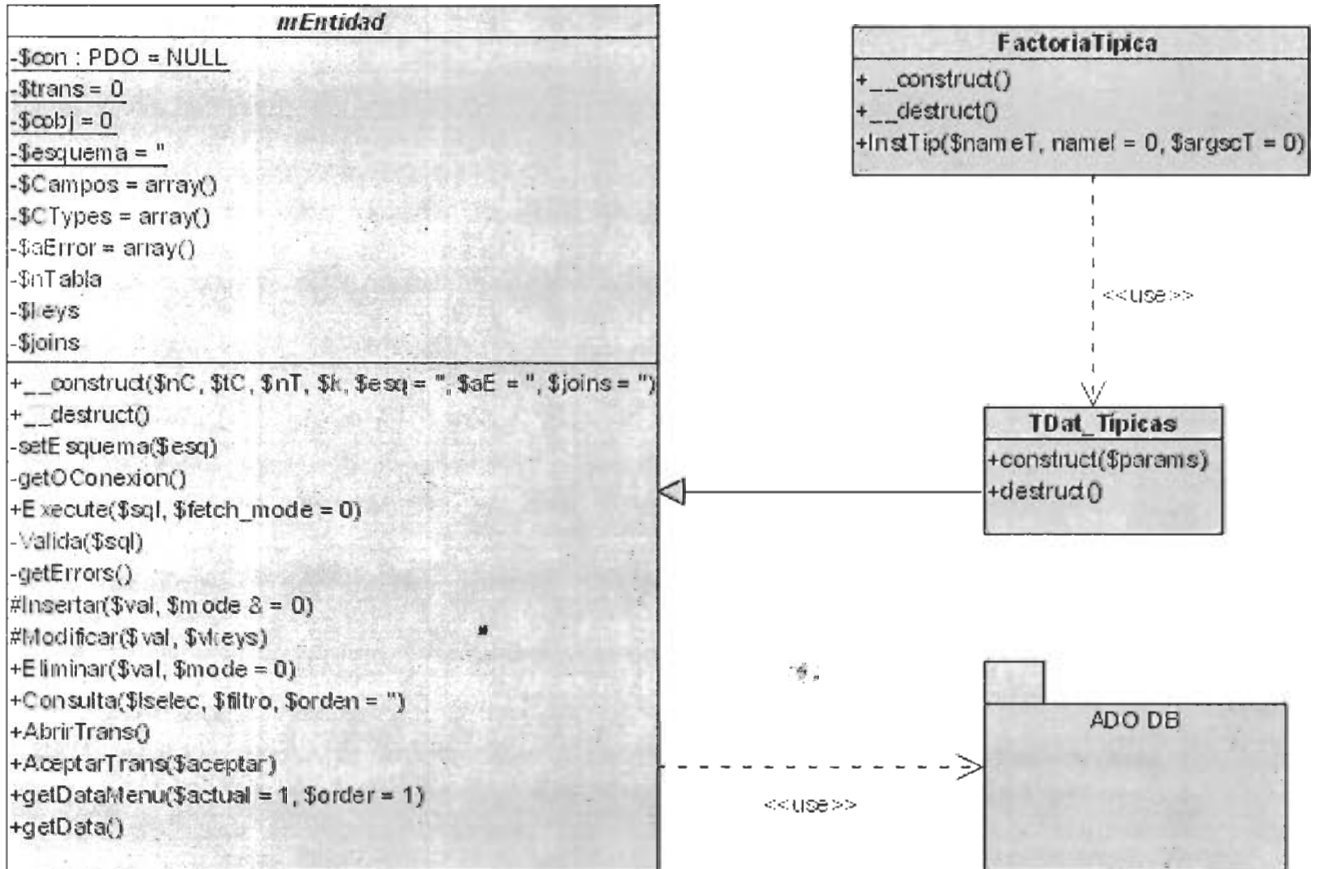 mEntidad
-$con : PDO = NULL
-$trans = 0
-$cobj = 0
-$esquema = ''
-$Campos = array()
-$CTypes = array()
-$aError = array()
-$nTabla
-$keys
-$joins
+__construct($nC, $tC, $nT, $k, $esq = '', $aE = '', $joins = '')
+__destruct()
-setEsquema($esq)
-getOConexion()
+Execute($sql, $fetch_mode = 0)
-Valida($sql)
-getErrors()
#Insertar($val, $mode & = 0)
#Modificar($val, $vkeys)
+Eliminar($val, $mode = 0)
+Consulta($lselec, $filtro, $orden = '')
+AbrirTrans()
+AceptarTrans($aceptar)
+getDataMenu($actual = 1, $order = 1)
+getData()
FactoriaTipica
+__construct()
+__destruct()
+InstTip($nameT, nameI = 0, $argscT = 0)
<<use>>
TDat_Típicas
+construct($params)
+destruct()
ADO DB
<<use>>